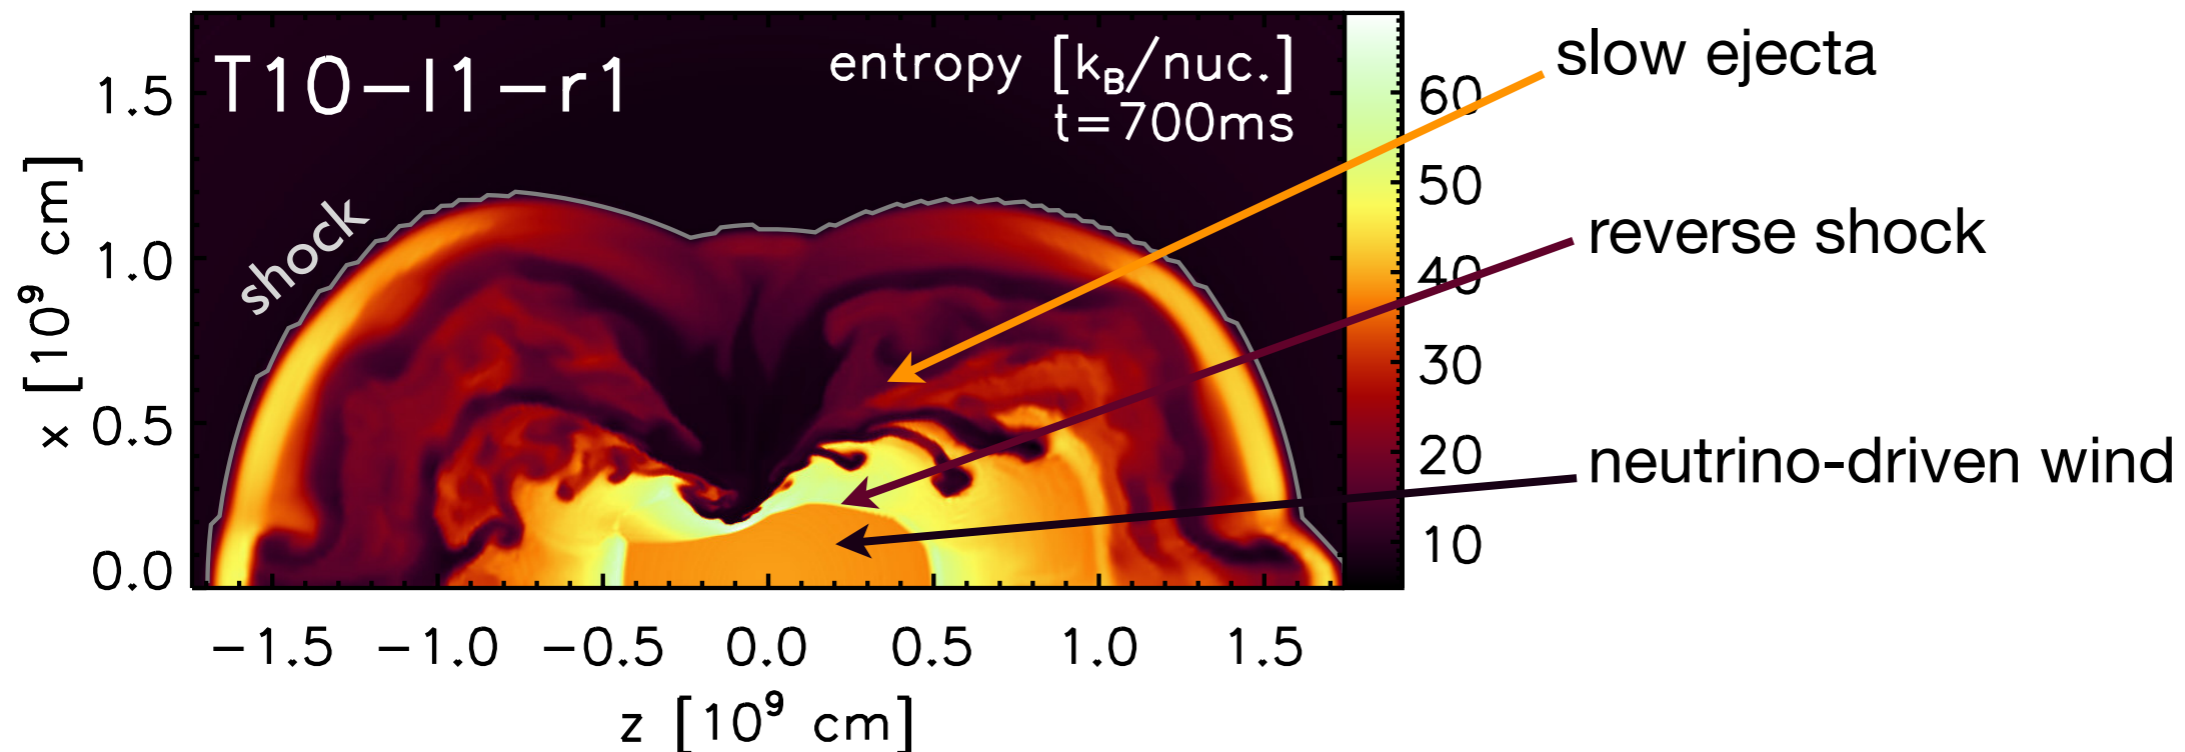 T10-l1-r1
entropy [k_B/nuc.]
t=700ms
shock
slow ejecta
reverse shock
neutrino-driven wind
x [10⁹ cm]
1.5
1.0
0.5
0.0
60
50
40
30
20
10
−1.5 −1.0 −0.5 0.0 0.5 1.0 1.5
z [10⁹ cm]